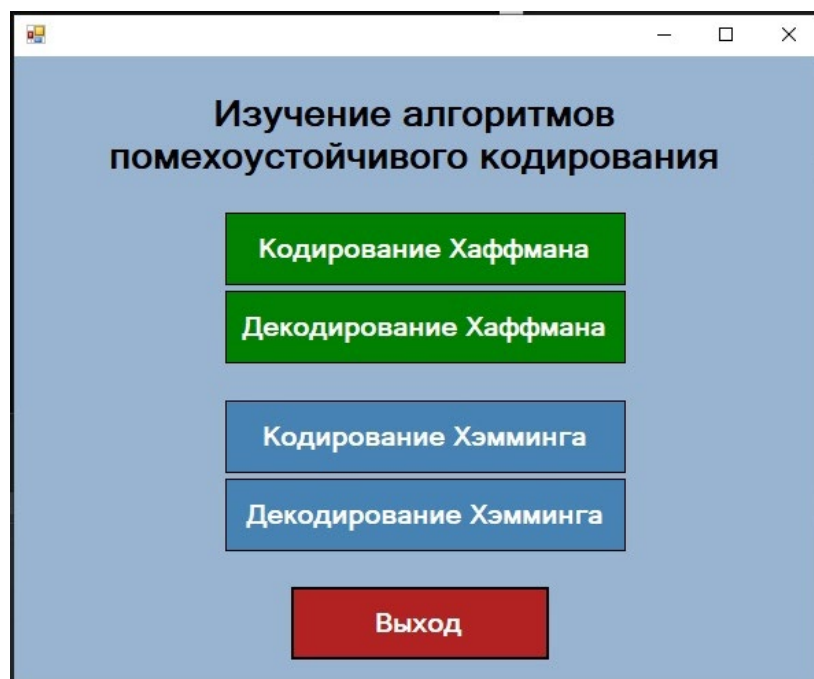 Изучение алгоритмов
помехоустойчивого кодирования
Кодирование Хаффмана
Декодирование Хаффмана
Кодирование Хэмминга
Декодирование Хэмминга
Выход